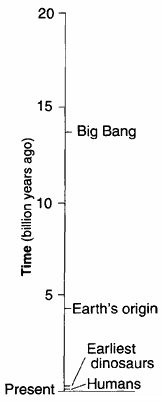 20
15
Big Bang
Time (billion years ago)
10
5
Earth's origin
Earliest
dinosaurs
Present
Humans